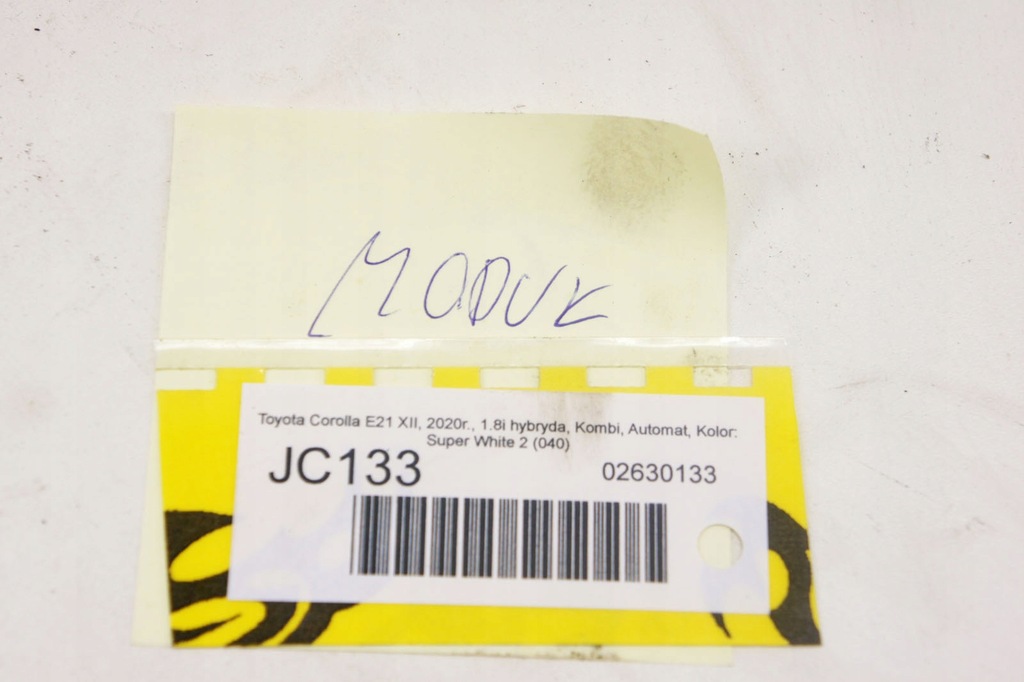 MODUŁ
Toyota Corolla E21 XII, 2020r., 1.8i hybryda, Kombi, Automat, Kolor:
Super White 2 (040)
JC133 02630133